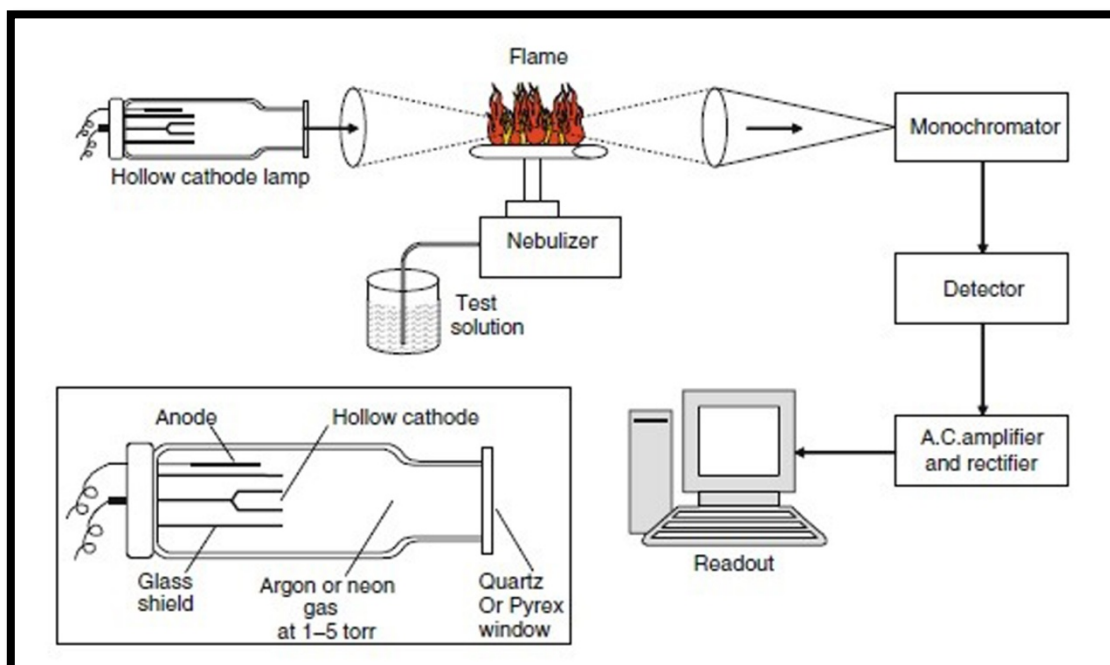 Flame
Hollow cathode lamp
Monochromator
Nebulizer
Test
solution
Detector
A.C.amplifier
and rectifier
Readout
Anode
Hollow cathode
Glass
shield
Argon or neon
gas
at 1–5 torr
Quartz
Or Pyrex
window